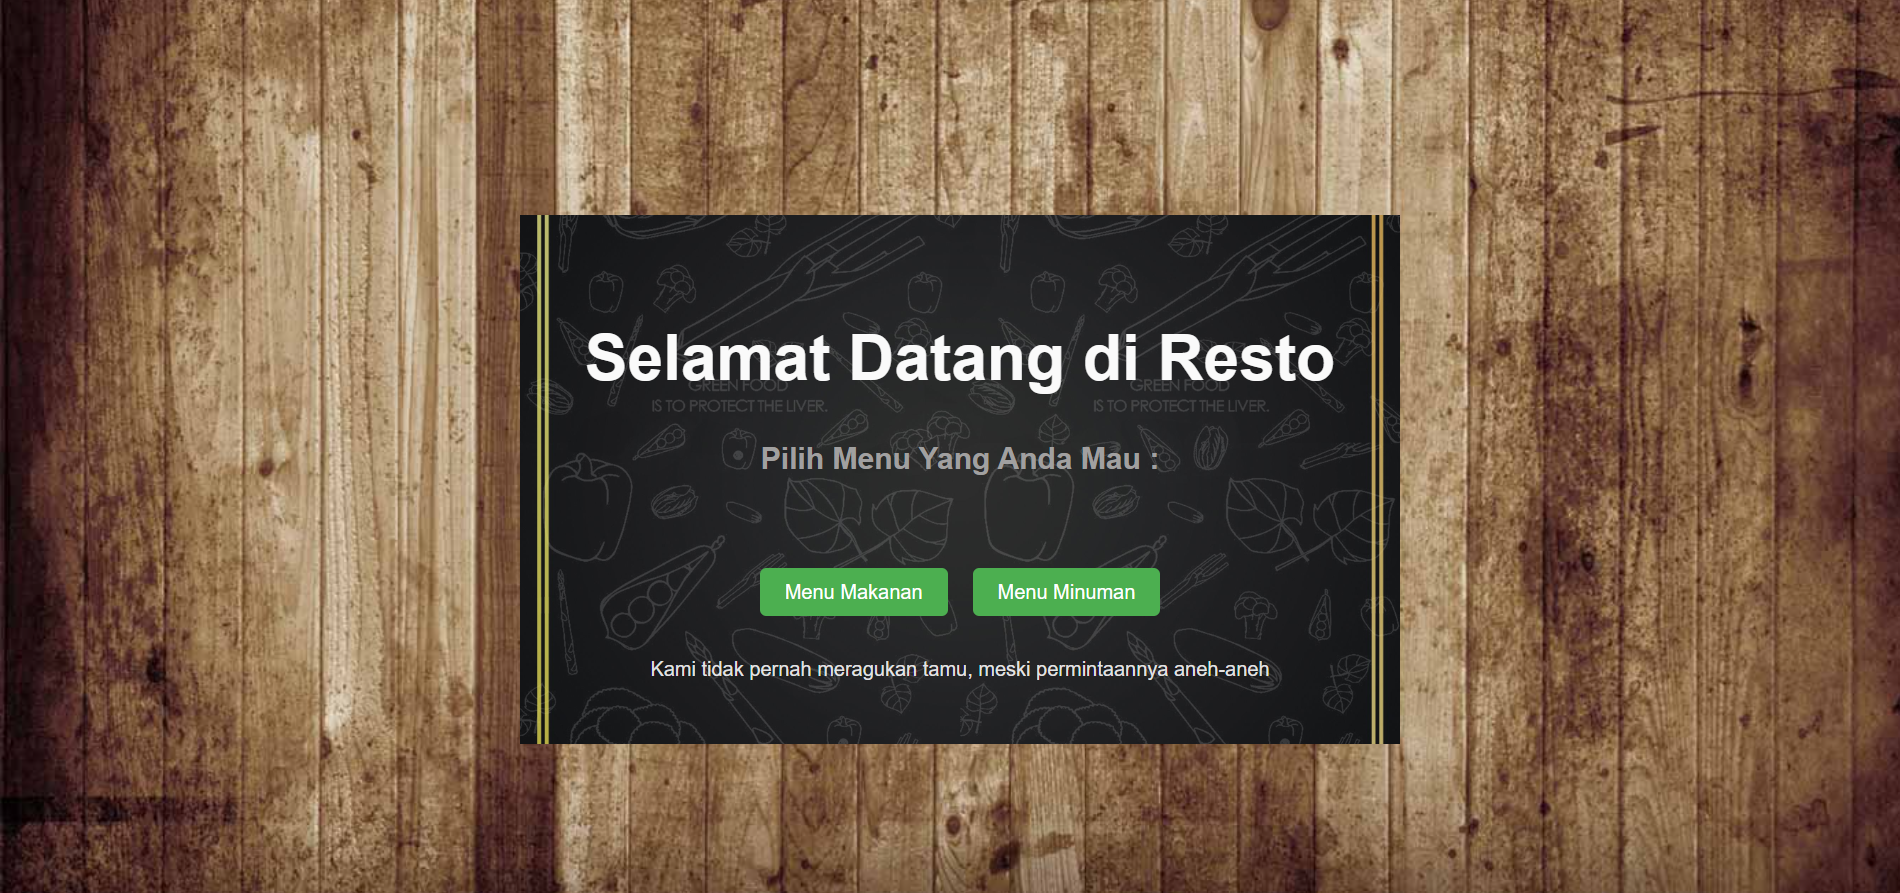 Selamat Datang di Resto
GREEN FOOD GREEN FOOD
IS TO PROTECT THE LIVER. IS TO PROTECT THE LIVER.
Pilih Menu Yang Anda Mau :
Menu Makanan
Menu Minuman
Kami tidak pernah meragukan tamu, meski permintaannya aneh-aneh